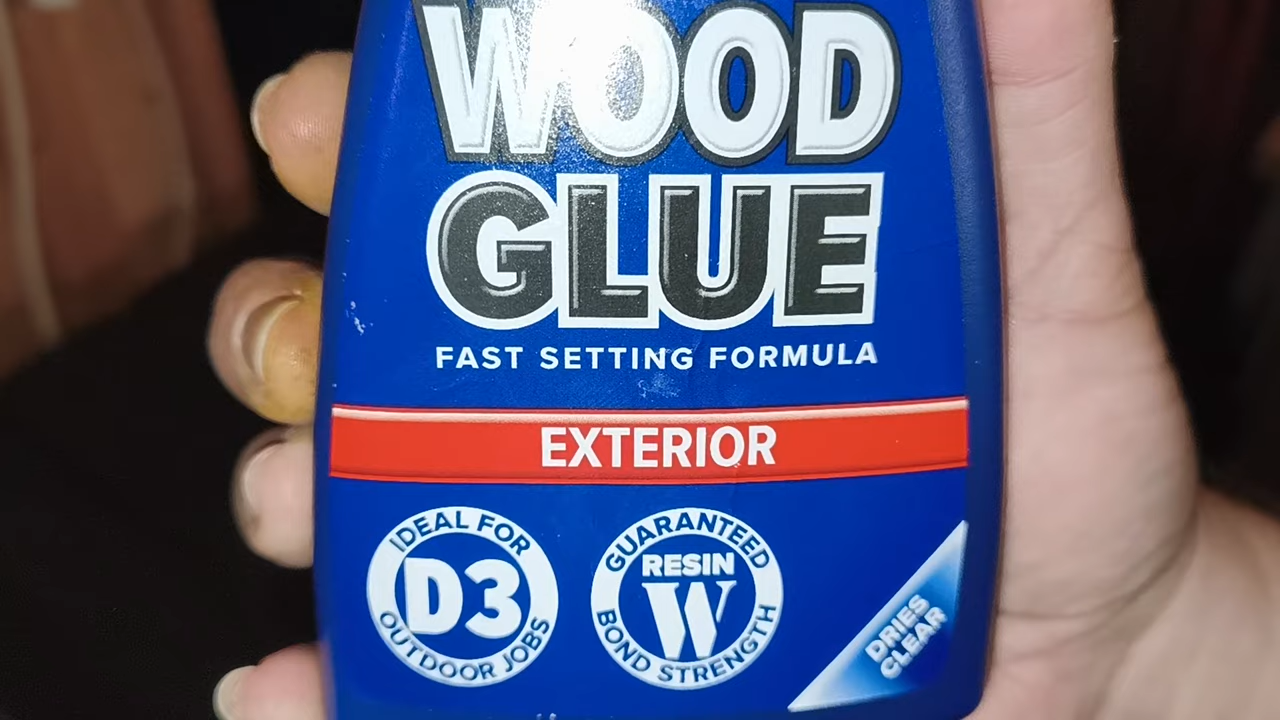 WOOD
GLUE
FAST SETTING FORMULA
EXTERIOR
IDEAL FOR
D3
OUTDOOR JOBS
GUARANTEED
RESIN
W
BOND STRENGTH
DRIES
CLEAR